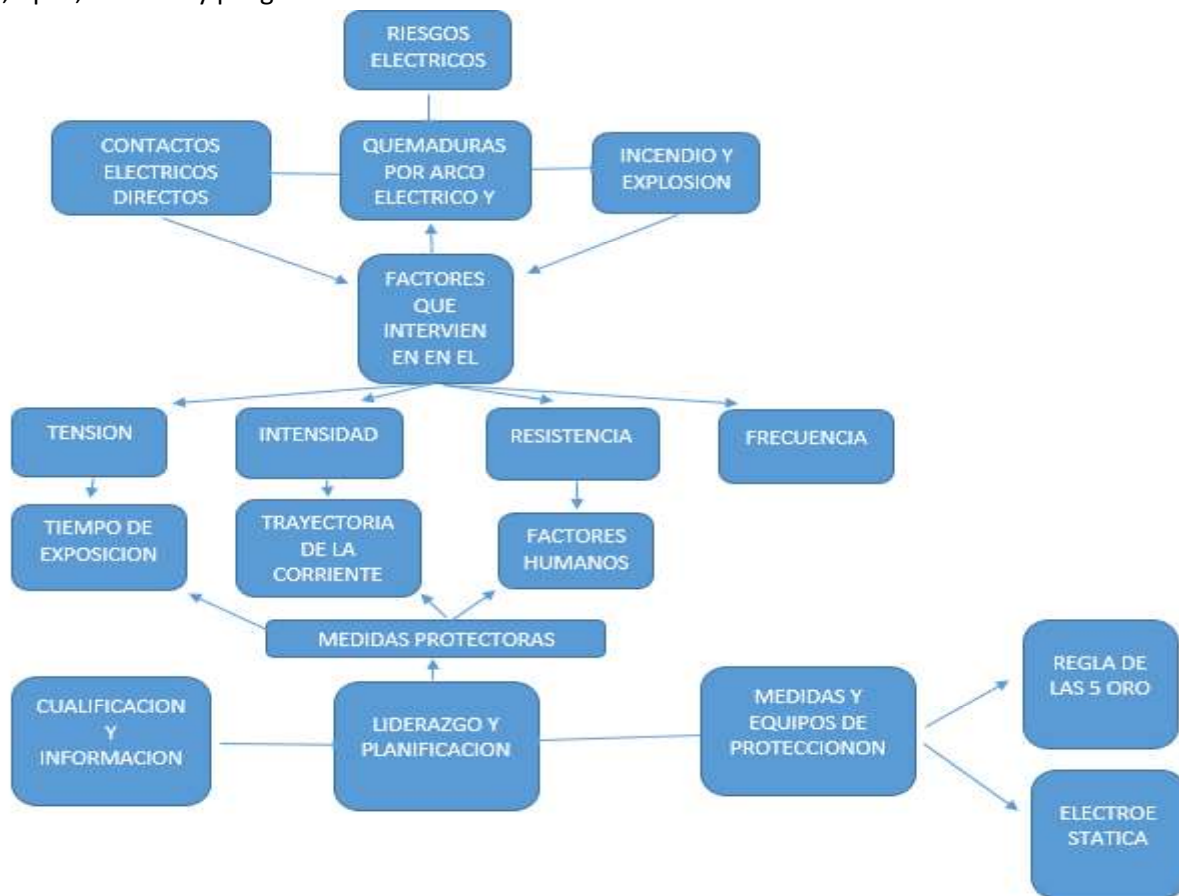 RIESGOS
ELECTRICOS
CONTACTOS
ELECTRICOS
DIRECTOS
QUEMADURAS
POR ARCO
ELECTRICO Y
INCENDIO Y
EXPLOSION
FACTORES
QUE
INTERVIEN
EN EN EL
TENSION
INTENSIDAD
RESISTENCIA
FRECUENCIA
TIEMPO DE
EXPOSICION
TRAYECTORIA
DE LA
CORRIENTE
FACTORES
HUMANOS
MEDIDAS PROTECTORAS
CUALIFICACION
Y
INFORMACION
LIDERAZGO Y
PLANIFICACION
MEDIDAS Y
EQUIPOS DE
PROTECCIONON
REGLA DE
LAS 5 ORO
ELECTROE
STATICA